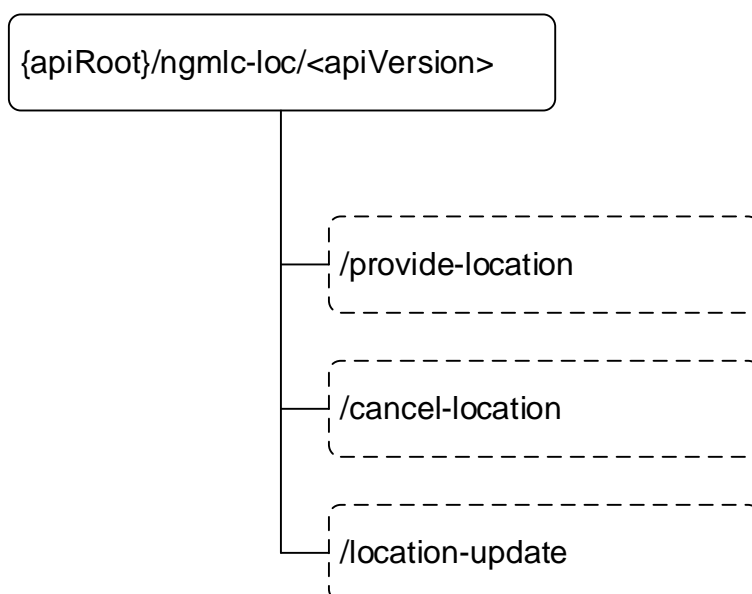 {apiRoot}/ngmlc-loc/<apiVersion>
/provide-location
/cancel-location
/location-update